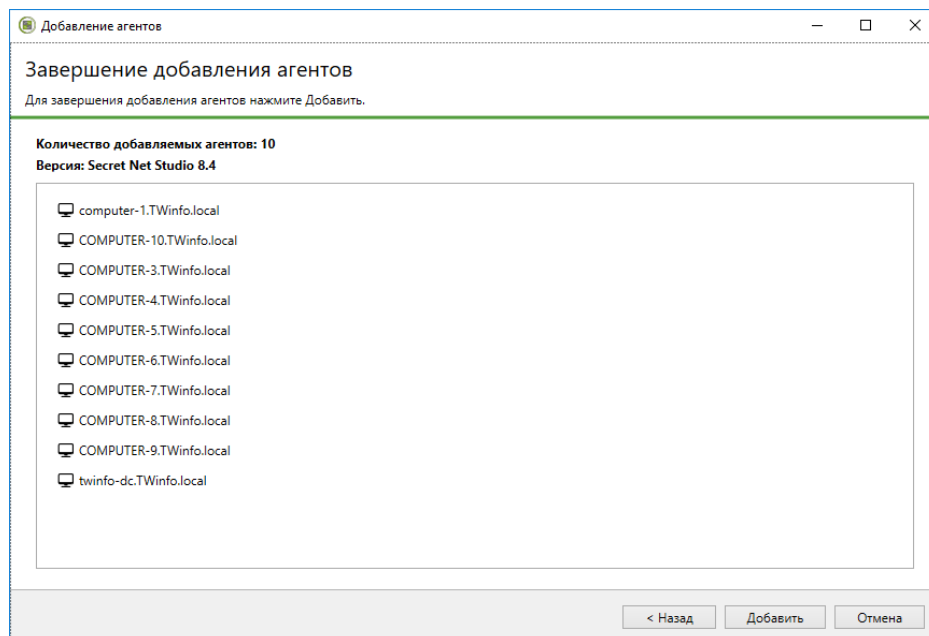 Добавление агентов
Завершение добавления агентов
Для завершения добавления агентов нажмите Добавить.
Количество добавляемых агентов: 10
Версия: Secret Net Studio 8.4
computer-1.TWinfo.local
COMPUTER-10.TWinfo.local
COMPUTER-3.TWinfo.local
COMPUTER-4.TWinfo.local
COMPUTER-5.TWinfo.local
COMPUTER-6.TWinfo.local
COMPUTER-7.TWinfo.local
COMPUTER-8.TWinfo.local
COMPUTER-9.TWinfo.local
twinfo-dc.TWinfo.local
< Назад Добавить Отмена